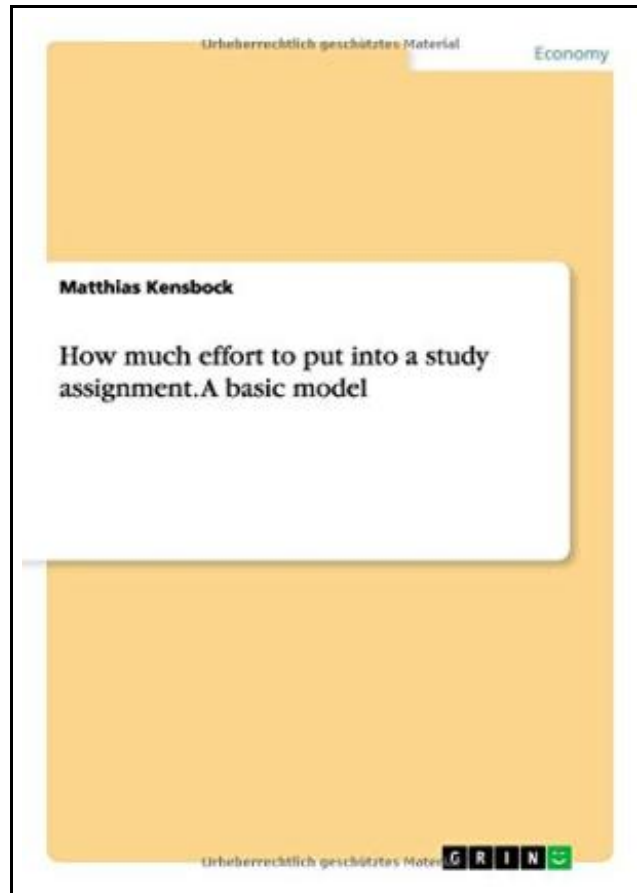 Urheberrechtlich geschütztes Material
Economy
Matthias Kensbock
How much effort to put into a study
assignment. A basic model
Urheberrechtlich geschütztes Mater
GRIN